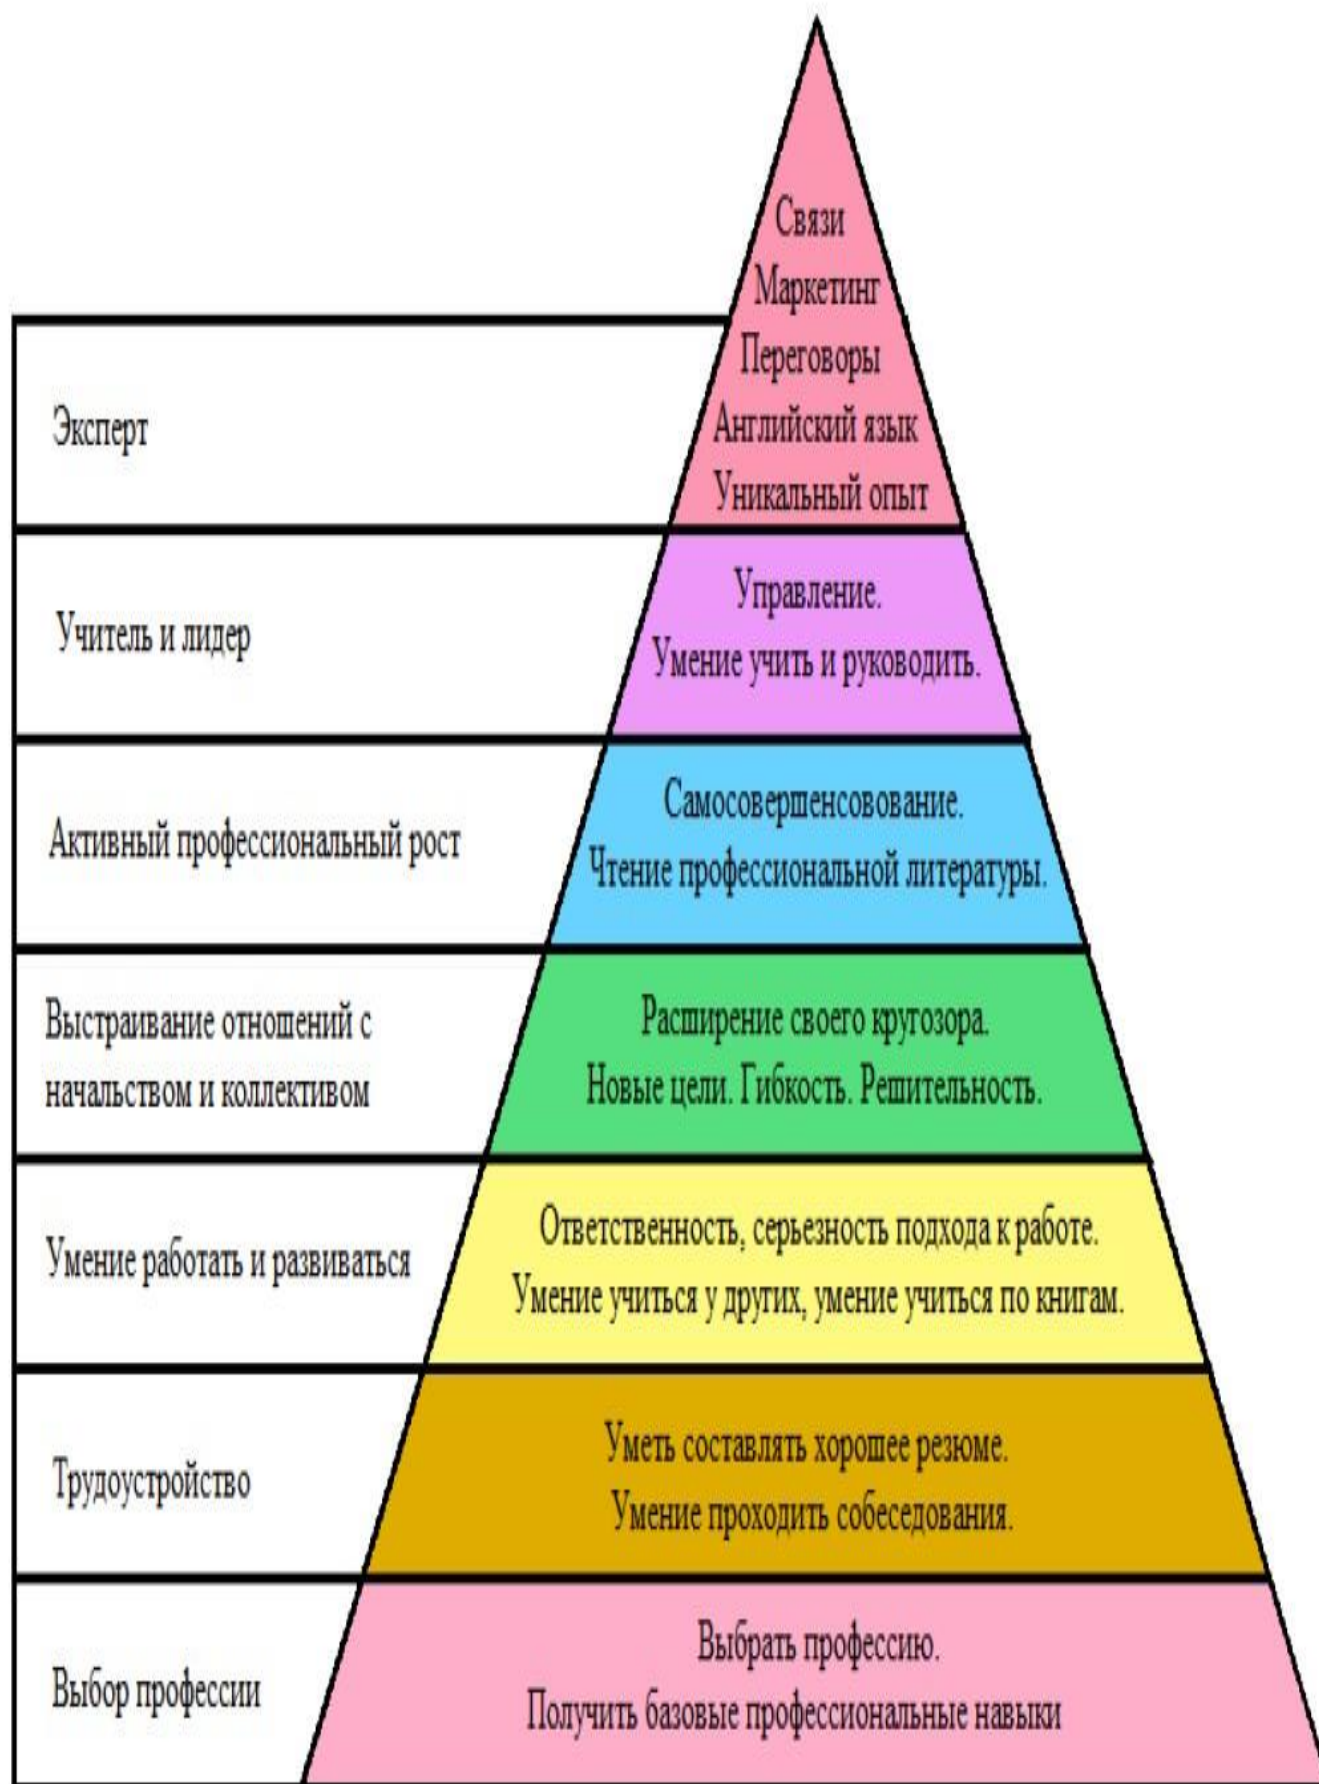 Связи
Маркетинг
Переговоры
Английский язык
Уникальный опыт
Эксперт
Управление.
Умение учить и руководить.
Учитель и лидер
Самосовершенсовование.
Чтение профессиональной литературы.
Активный профессиональный рост
Расширение своего кругозора.
Новые цели. Гибкость. Решительность.
Выстраивание отношений с
начальством и коллективом
Ответственность, серьезность подхода к работе.
Умение учиться у других, умение учиться по книгам.
Умение работать и развиваться
Уметь составлять хорошее резюме.
Умение проходить собеседования.
Трудоустройство
Выбрать профессию.
Получить базовые профессиональные навыки
Выбор профессии